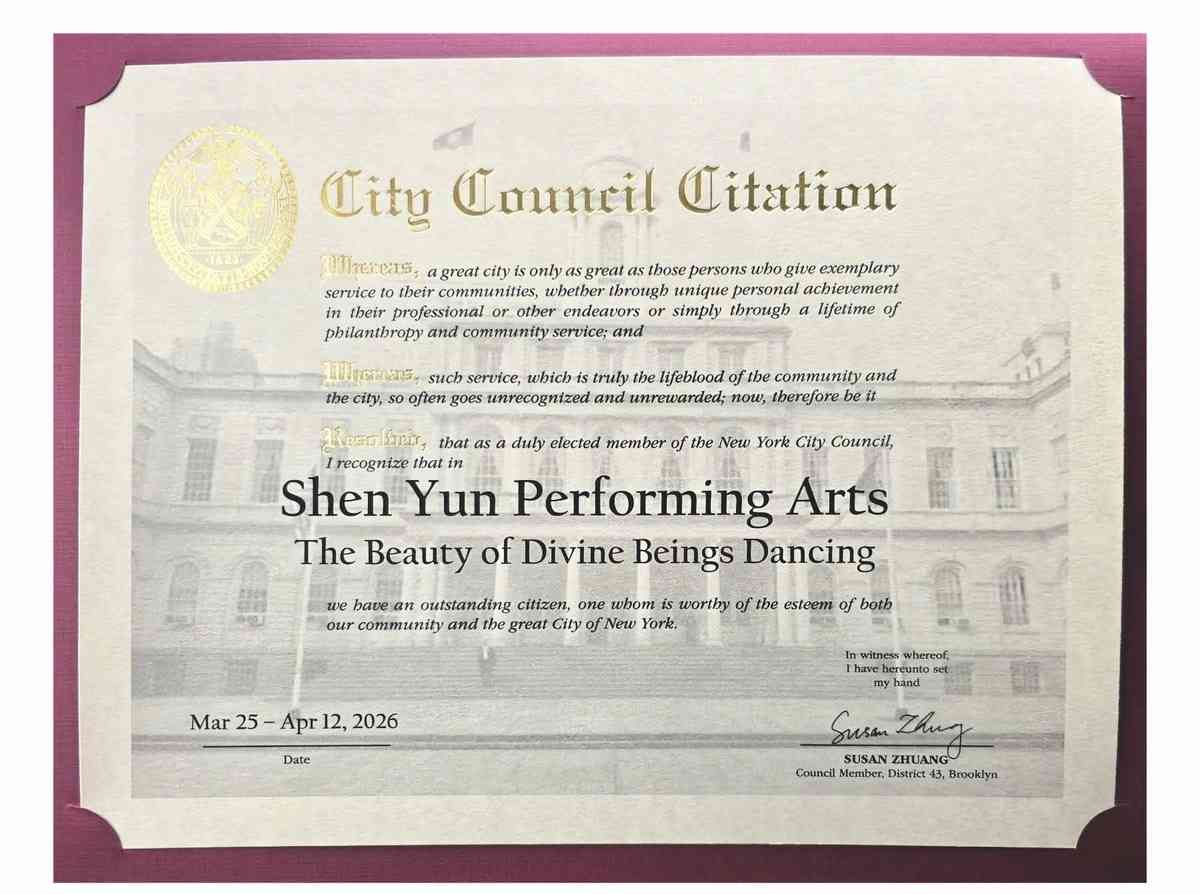 City Council Citation
Whereas, a great city is only as great as those persons who give exemplary
service to their communities, whether through unique personal achievement
in their professional or other endeavors or simply through a lifetime of
philanthropy and community service; and
Whereas, such service, which is truly the lifeblood of the community and
the city, so often goes unrecognized and unrewarded; now, therefore be it
Resolved, that as a duly elected member of the New York City Council,
I recognize that in
Shen Yun Performing Arts
The Beauty of Divine Beings Dancing
we have an outstanding citizen, one whom is worthy of the esteem of both
our community and the great City of New York.
In witness whereof,
I have hereunto set
my hand
Mar 25 – Apr 12, 2026
Date
Susan Zhuang
SUSAN ZHUANG
Council Member, District 43, Brooklyn